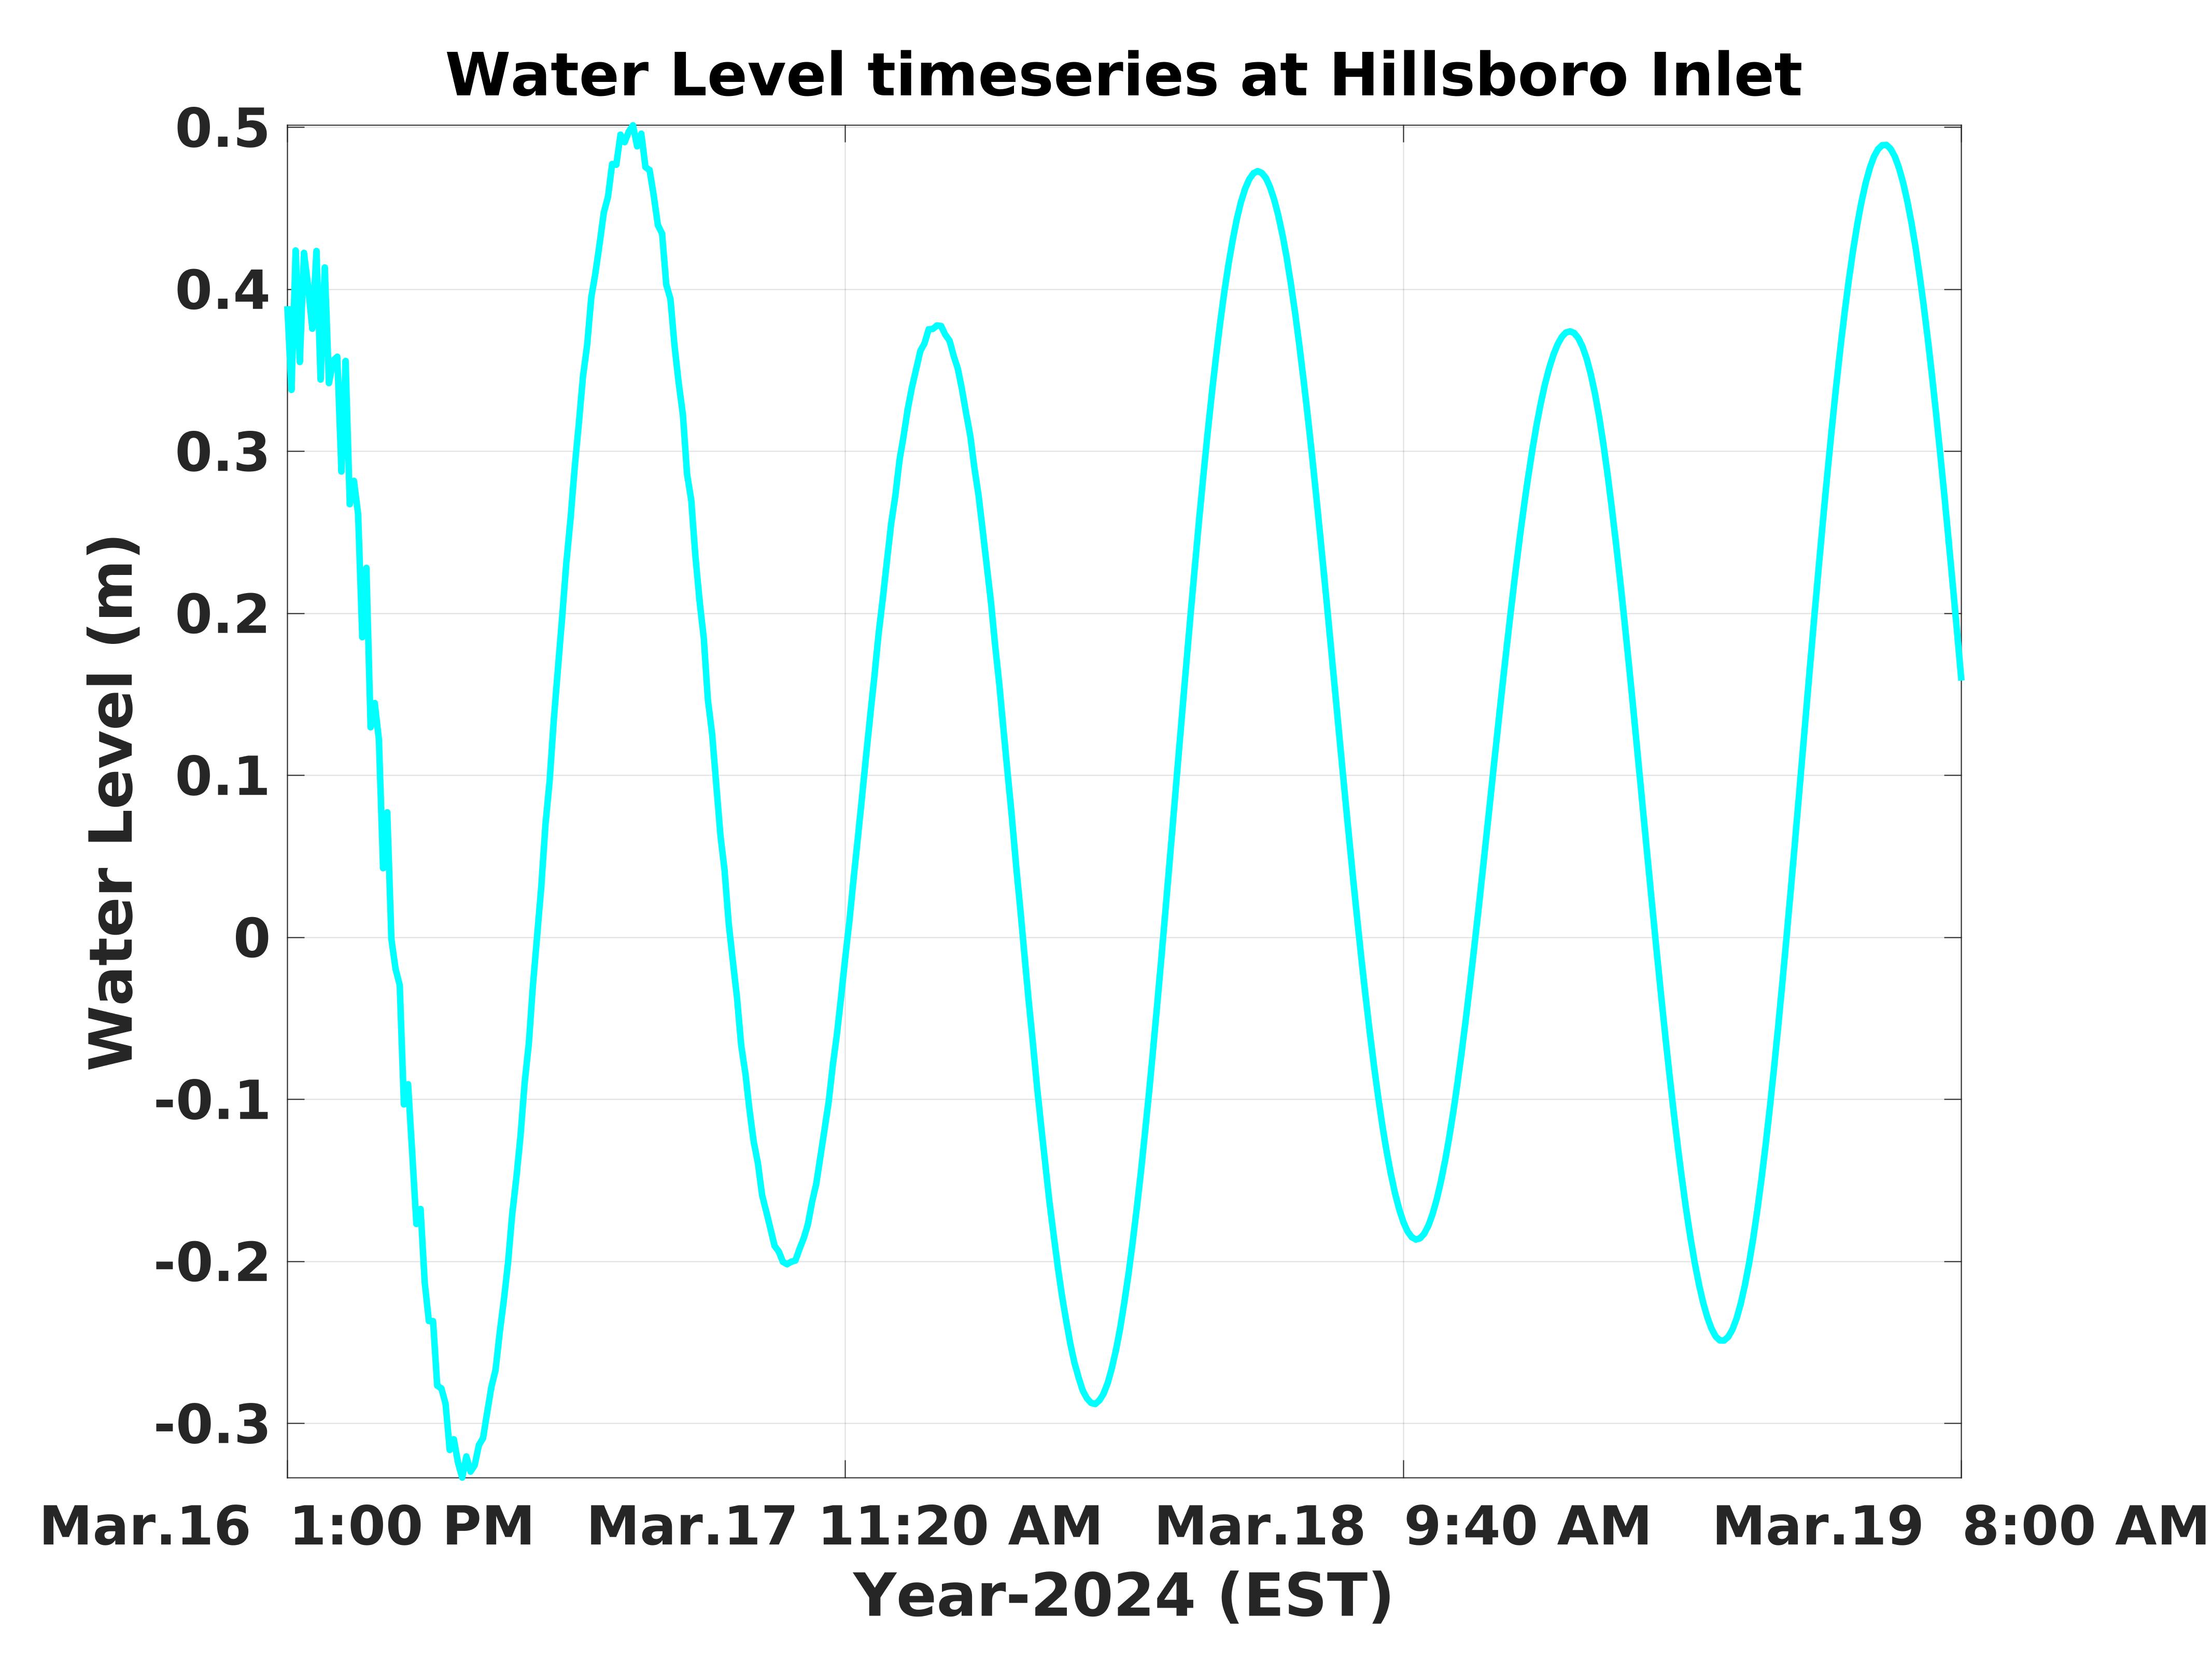 Water Level timeseries at Hillsboro Inlet
0.5
0.4
0.3
0.2
0.1
0
-0.1
-0.2
-0.3
Water Level (m)
Mar.16 1:00 PM Mar.17 11:20 AM Mar.18 9:40 AM Mar.19 8:00 AM
Year-2024 (EST)